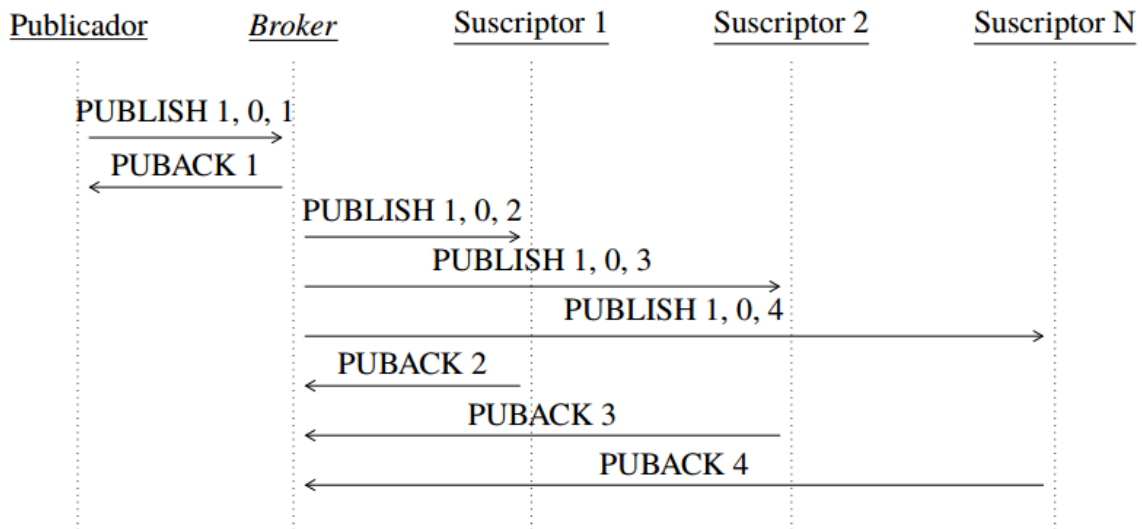 Publicador Broker Suscriptor 1 Suscriptor 2 Suscriptor N
PUBLISH 1, 0, 1
PUBACK 1
PUBLISH 1, 0, 2
PUBLISH 1, 0, 3
PUBLISH 1, 0, 4
PUBACK 2
PUBACK 3
PUBACK 4